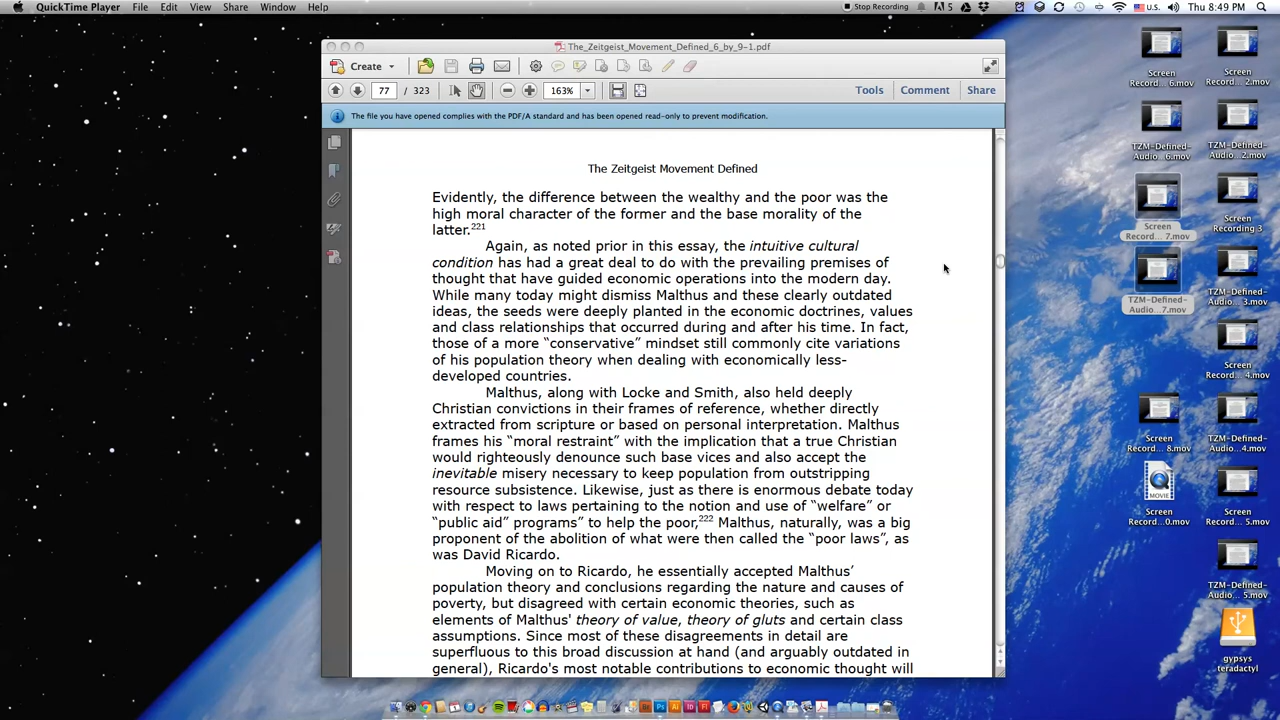 QuickTime Player File Edit View Share Window Help
Stop Recording 5 U.S. Thu 8:49 PM
The_Zeitgeist_Movement_Defined_6_by_9-1.pdf
Create
77 / 323 163% Tools Comment Share
The file you have opened complies with the PDF/A standard and has been opened read-only to prevent modification.
The Zeitgeist Movement Defined
Evidently, the difference between the wealthy and the poor was the
high moral character of the former and the base morality of the
latter.221
Again, as noted prior in this essay, the intuitive cultural
condition has had a great deal to do with the prevailing premises of
thought that have guided economic operations into the modern day.
While many today might dismiss Malthus and these clearly outdated
ideas, the seeds were deeply planted in the economic doctrines, values
and class relationships that occurred during and after his time. In fact,
those of a more “conservative” mindset still commonly cite variations
of his population theory when dealing with economically less-
developed countries.
Malthus, along with Locke and Smith, also held deeply
Christian convictions in their frames of reference, whether directly
extracted from scripture or based on personal interpretation. Malthus
frames his “moral restraint” with the implication that a true Christian
would righteously denounce such base vices and also accept the
inevitable misery necessary to keep population from outstripping
resource subsistence. Likewise, just as there is enormous debate today
with respect to laws pertaining to the notion and use of “welfare” or
“public aid” programs” to help the poor,222 Malthus, naturally, was a big
proponent of the abolition of what were then called the “poor laws”, as
was David Ricardo.
Moving on to Ricardo, he essentially accepted Malthus’
population theory and conclusions regarding the nature and causes of
poverty, but disagreed with certain economic theories, such as
elements of Malthus' theory of value, theory of gluts and certain class
assumptions. Since most of these disagreements in detail are
superfluous to this broad discussion at hand (and arguably outdated in
general), Ricardo's most notable contributions to economic thought will
Screen
Record... 6.mov
Screen
Record... 2.mov
TZM-Defined-
Audio... 6.mov
TZM-Defined-
Audio... 2.mov
Screen
Record... 7.mov
Screen
Recording 3
TZM-Defined-
Audio... 7.mov
TZM-Defined-
Audio... 3.mov
Screen
Record... 4.mov
Screen
Record... 8.mov
TZM-Defined-
Audio... 4.mov
MOVIE
Screen
Record...0.mov
Screen
Record... 5.mov
TZM-Defined-
Audio... 5.mov
gypsys
teradactyl